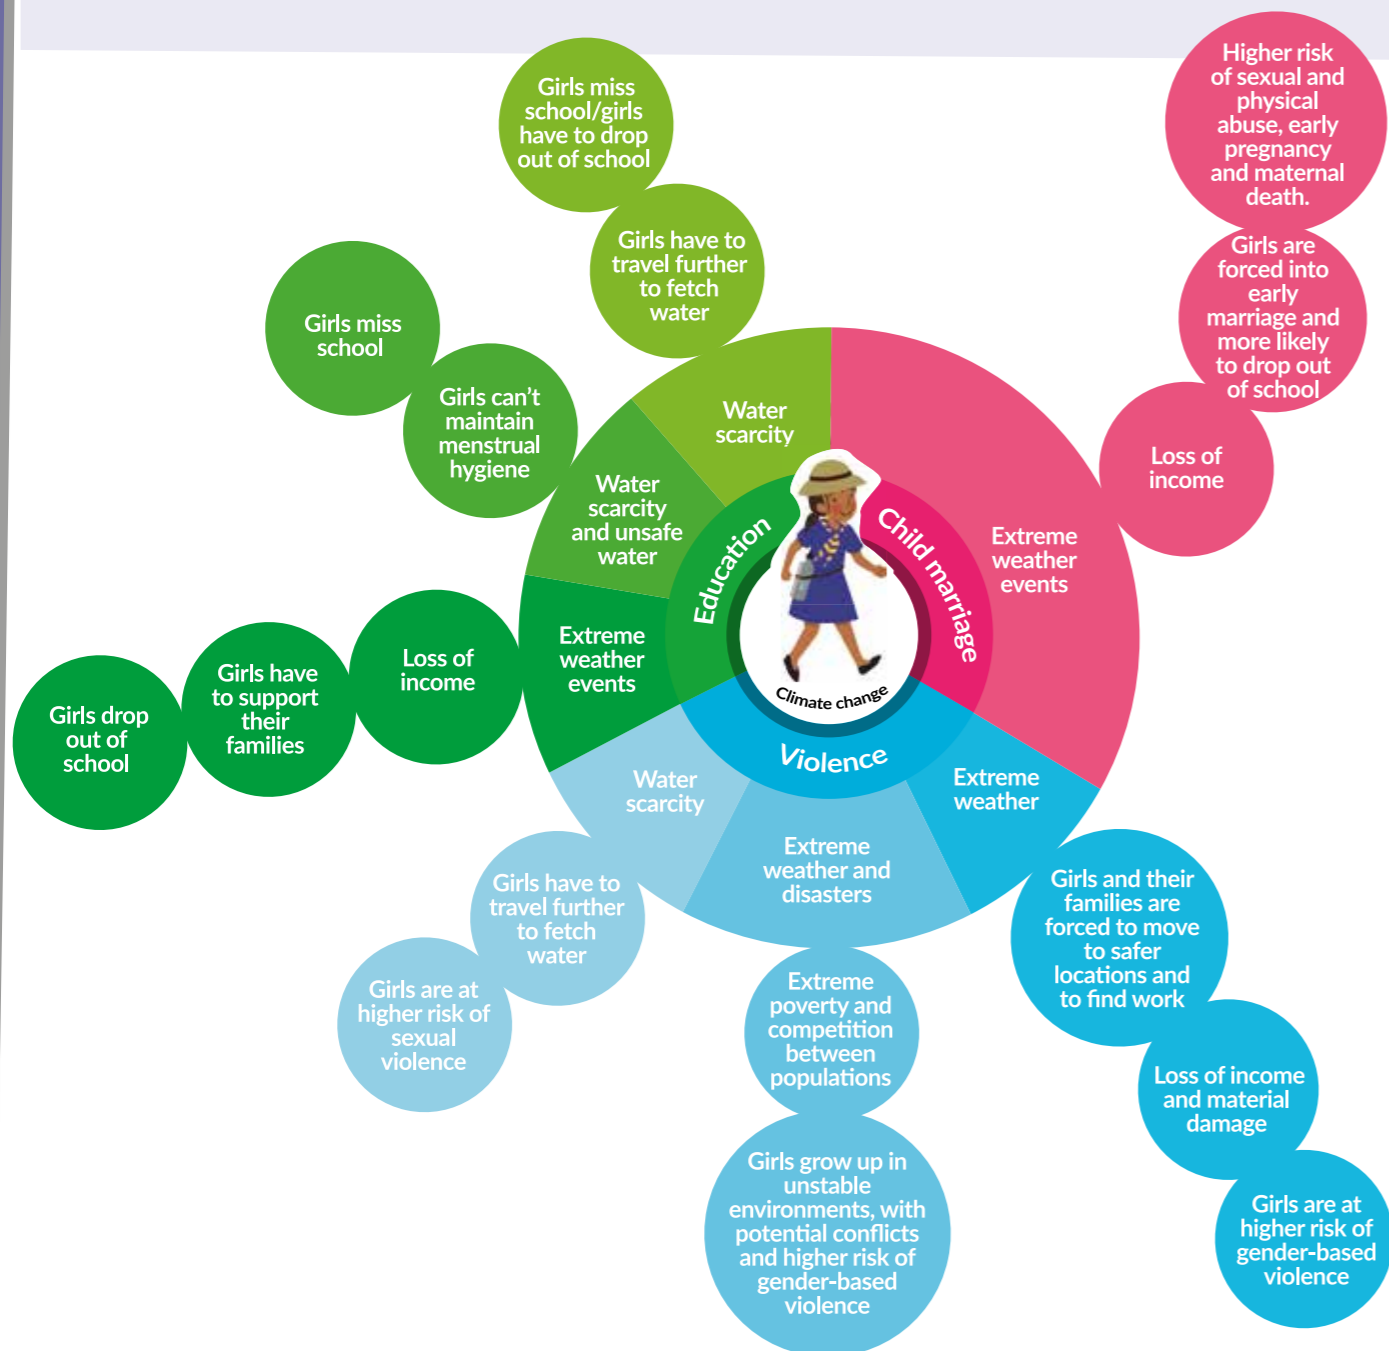 Climate change
Education
Water
scarcity
Girls have to
travel further
to fetch
water
Girls miss
school/girls
have to drop
out of school
Water
scarcity
and unsafe
water
Girls can’t
maintain
menstrual
hygiene
Girls miss
school
Extreme
weather
events
Loss of
income
Girls have
to support
their
families
Girls drop
out of
school
Child marriage
Extreme
weather
events
Loss of
income
Girls are
forced into
early
marriage and
more likely
to drop out
of school
Higher risk
of sexual and
physical
abuse, early
pregnancy
and maternal
death.
Violence
Water
scarcity
Girls have to
travel further
to fetch
water
Girls are at
higher risk of
sexual
violence
Extreme
weather and
disasters
Extreme
poverty and
competition
between
populations
Girls grow up in
unstable
environments, with
potential conflicts
and higher risk of
gender-based
violence
Extreme
weather
Girls and their
families are
forced to move
to safer
locations and
to find work
Loss of income
and material
damage
Girls are at
higher risk of
gender-based
violence